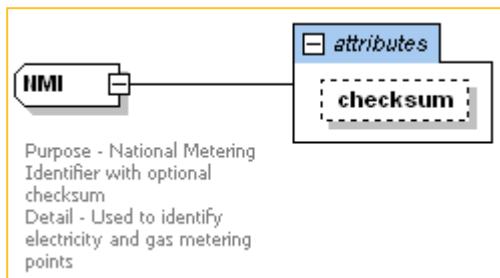 attributes
NMI
checksum
Purpose - National Metering
Identifier with optional
checksum
Detail - Used to identify
electricity and gas metering
points